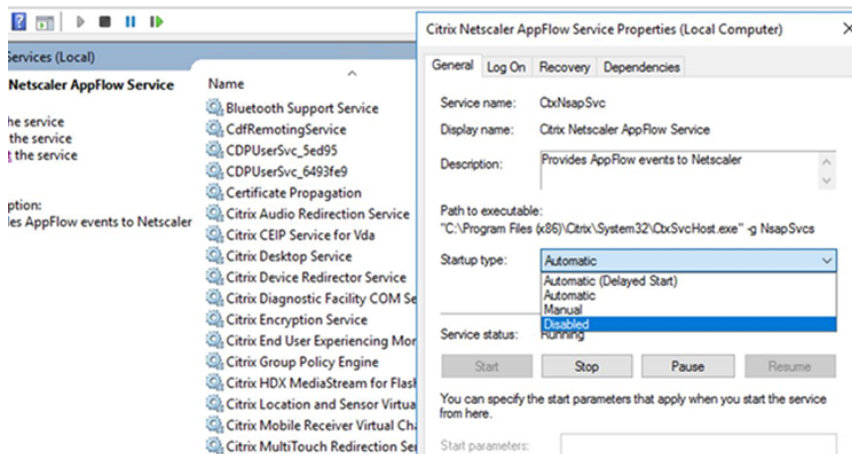 Services (Local)
Netscaler AppFlow Service
the service
the service
the service
ption:
des AppFlow events to Netscaler
Name
Bluetooth Support Service
CdfRemotingService
CDPUserSvc_5ed95
CDPUserSvc_6493fe9
Certificate Propagation
Citrix Audio Redirection Service
Citrix CEIP Service for Vda
Citrix Desktop Service
Citrix Device Redirector Service
Citrix Diagnostic Facility COM Se
Citrix Encryption Service
Citrix End User Experiencing Mor
Citrix Group Policy Engine
Citrix HDX MediaStream for Flash
Citrix Location and Sensor Virtua
Citrix Mobile Receiver Virtual Cha
Citrix MultiTouch Redirection Ser
Citrix Netscaler AppFlow Service Properties (Local Computer)
General Log On Recovery Dependencies
Service name: CtxNsapSvc
Display name: Citrix Netscaler AppFlow Service
Description: Provides AppFlow events to Netscaler
Path to executable:
"C:\Program Files (x86)\Citrix\System32\CtxSvcHost.exe" -g NsapSvcs
Startup type: Automatic
Automatic (Delayed Start)
Automatic
Manual
Disabled
Service status: Running
Start Stop Pause Resume
You can specify the start parameters that apply when you start the service
from here.
Start parameters: